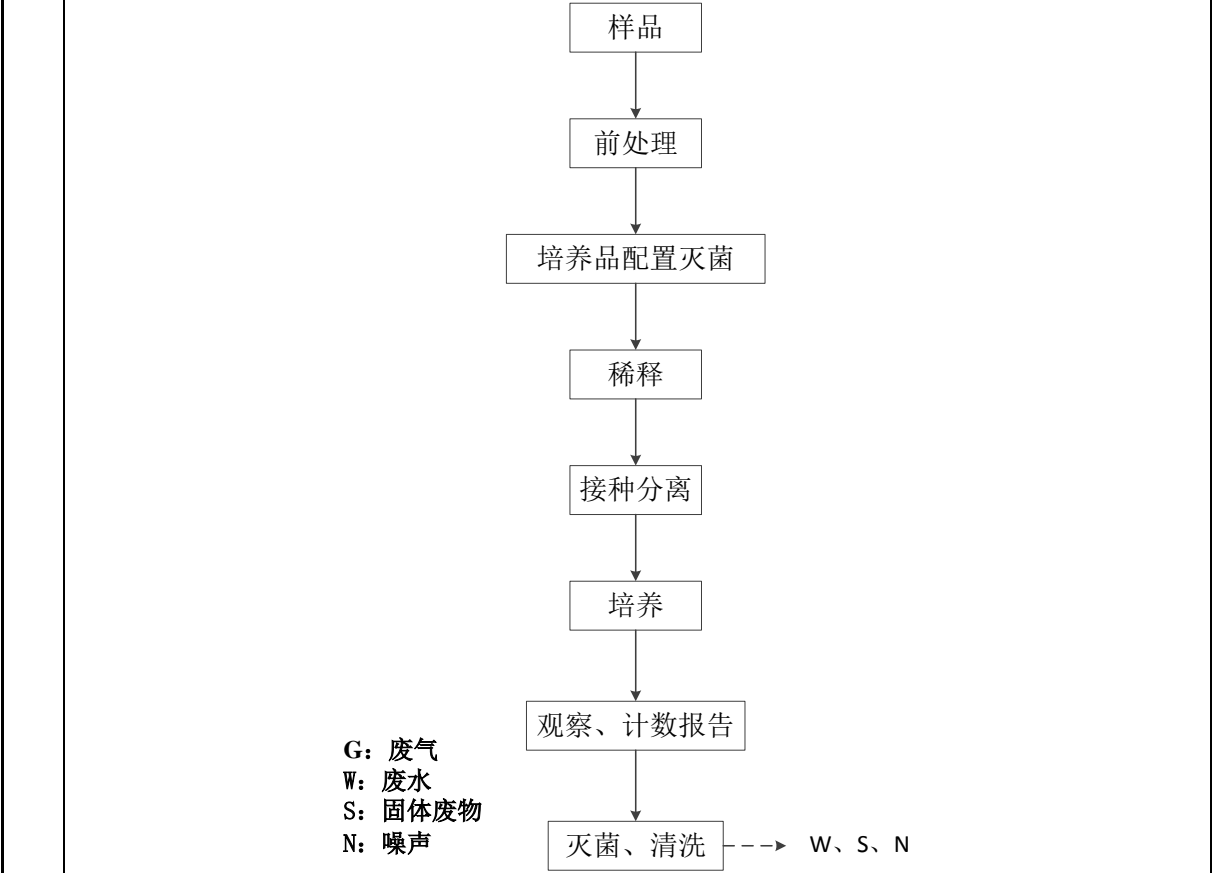 样品
前处理
培养品配置灭菌
稀释
接种分离
培养
观察、计数报告
G：废气
W：废水
S：固体废物
N：噪声
灭菌、清洗
W、S、N